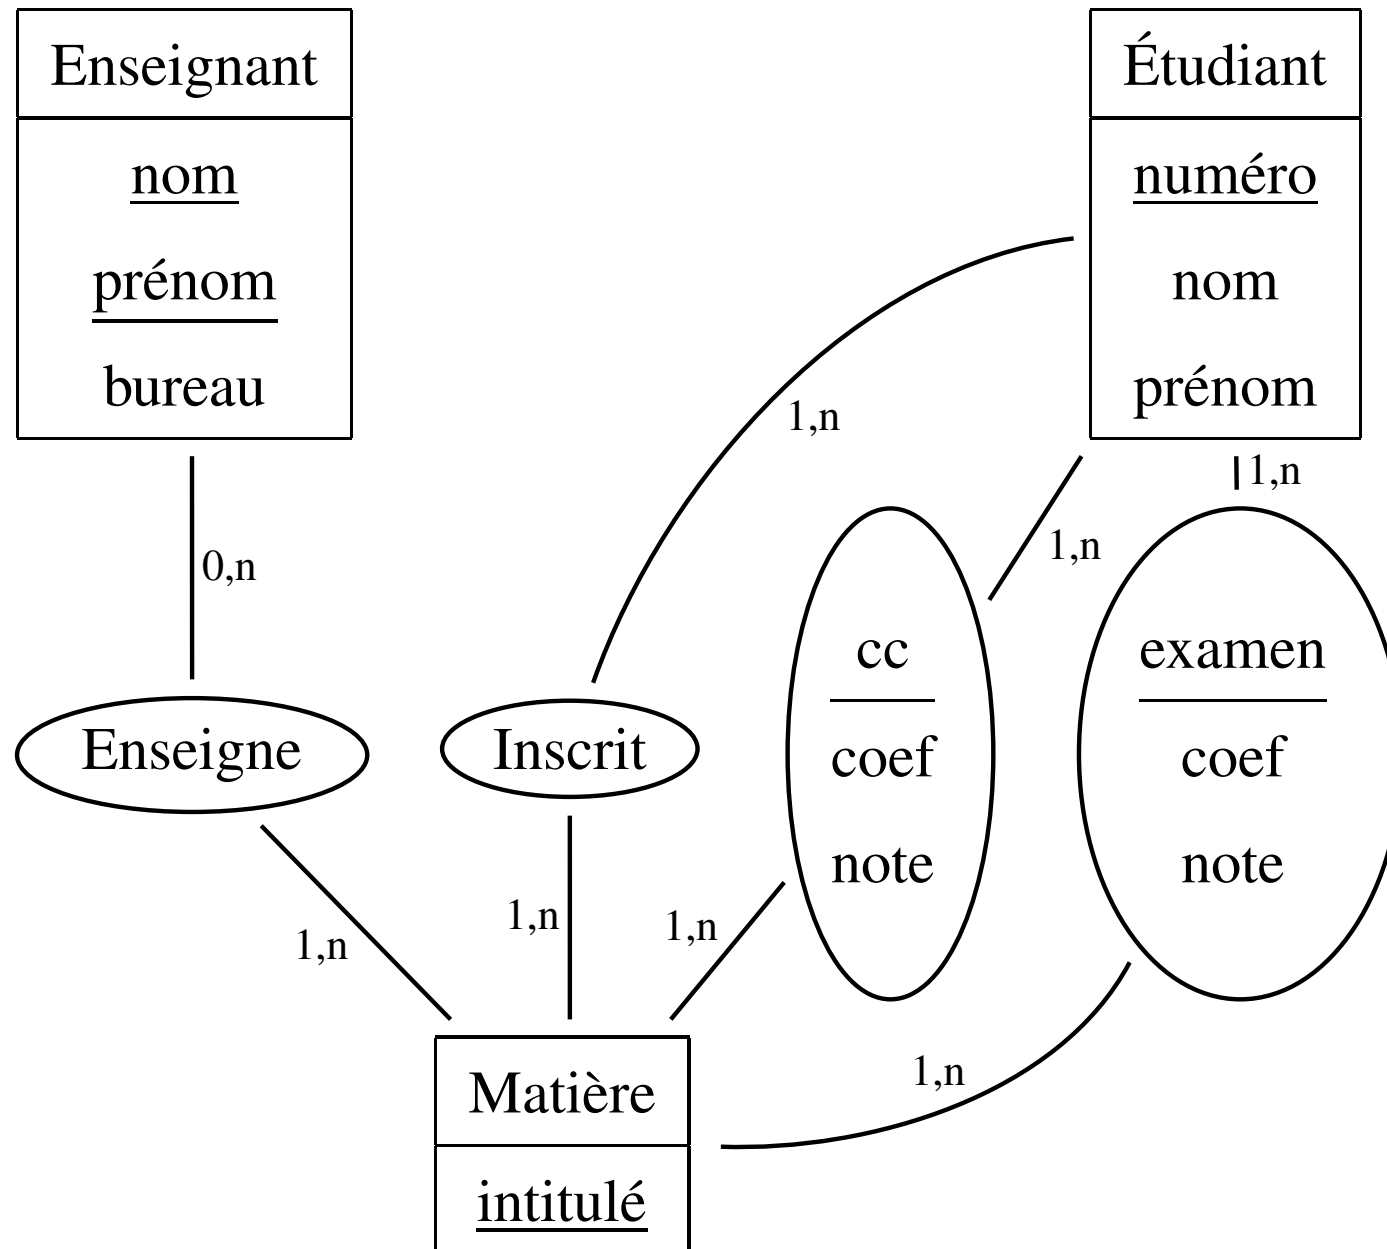 Enseignant
nom
prénom
bureau
Étudiant
numéro
nom
prénom
1,n
1,n
1,n
0,n
cc
coef
note
examen
coef
note
Enseigne
Inscrit
1,n
1,n
1,n
1,n
Matière
intitulé